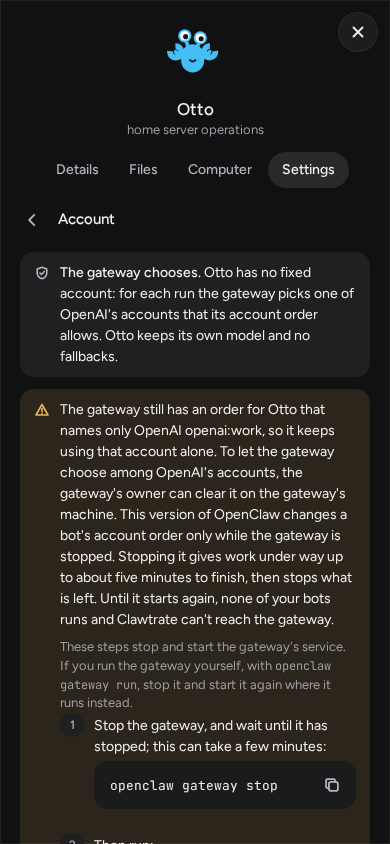 Otto
home server operations
Details
Files
Computer
Settings
Account
The gateway chooses. Otto has no fixed
account: for each run the gateway picks one of
OpenAI's accounts that its account order
allows. Otto keeps its own model and no
fallbacks.
The gateway still has an order for Otto that
names only OpenAI openai:work, so it keeps
using that account alone. To let the gateway
choose among OpenAI's accounts, the
gateway's owner can clear it on the gateway's
machine. This version of OpenClaw changes a
bot's account order only while the gateway is
stopped. Stopping it gives work under way up
to about five minutes to finish, then stops what
is left. Until it starts again, none of your bots
runs and Clawtrate can't reach the gateway.
These steps stop and start the gateway's service.
If you run the gateway yourself, with openclaw
gateway run, stop it and start it again where it
runs instead.
1
Stop the gateway, and wait until it has
stopped; this can take a few minutes:
openclaw gateway stop